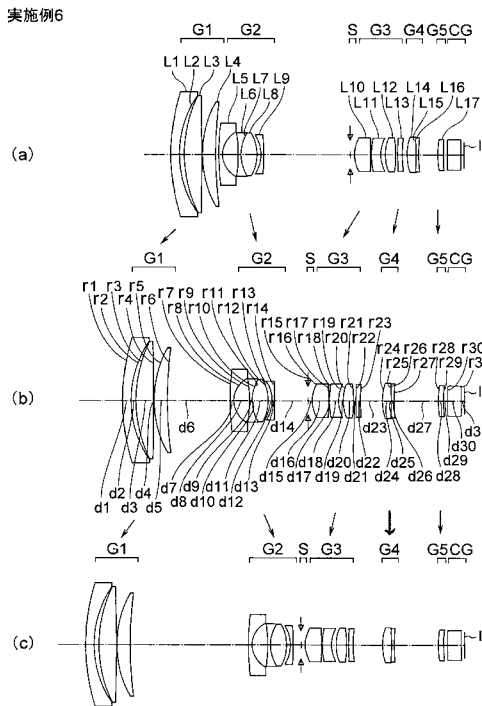 実施例6
G1 G2 S G3 G4 G5 CG
L1 L2 L3 L4
L5 L7 L9
L6 L8
L10 L12 L14 L16
L11 L13 L15 L17
(a) I
G1 G2 S G3 G4 G5 CG
r1 r3 r5
r2 r4 r6
r7 r9 r11 r13
r8 r10 r12 r14
r15 r17 r19 r21 r23
r16 r18 r20 r22
r24 r26 r28 r30
r25 r27 r29 r3
(b) I
d6 d14 d23 d27
d1 d2 d3 d4 d5
d7 d8 d9 d10 d11 d12 d13
d15 d16 d17 d18 d19 d20 d21 d22
d24 d25 d26 d28 d29 d30 d3
G1 G2 S G3 G4 G5 CG
(c) I